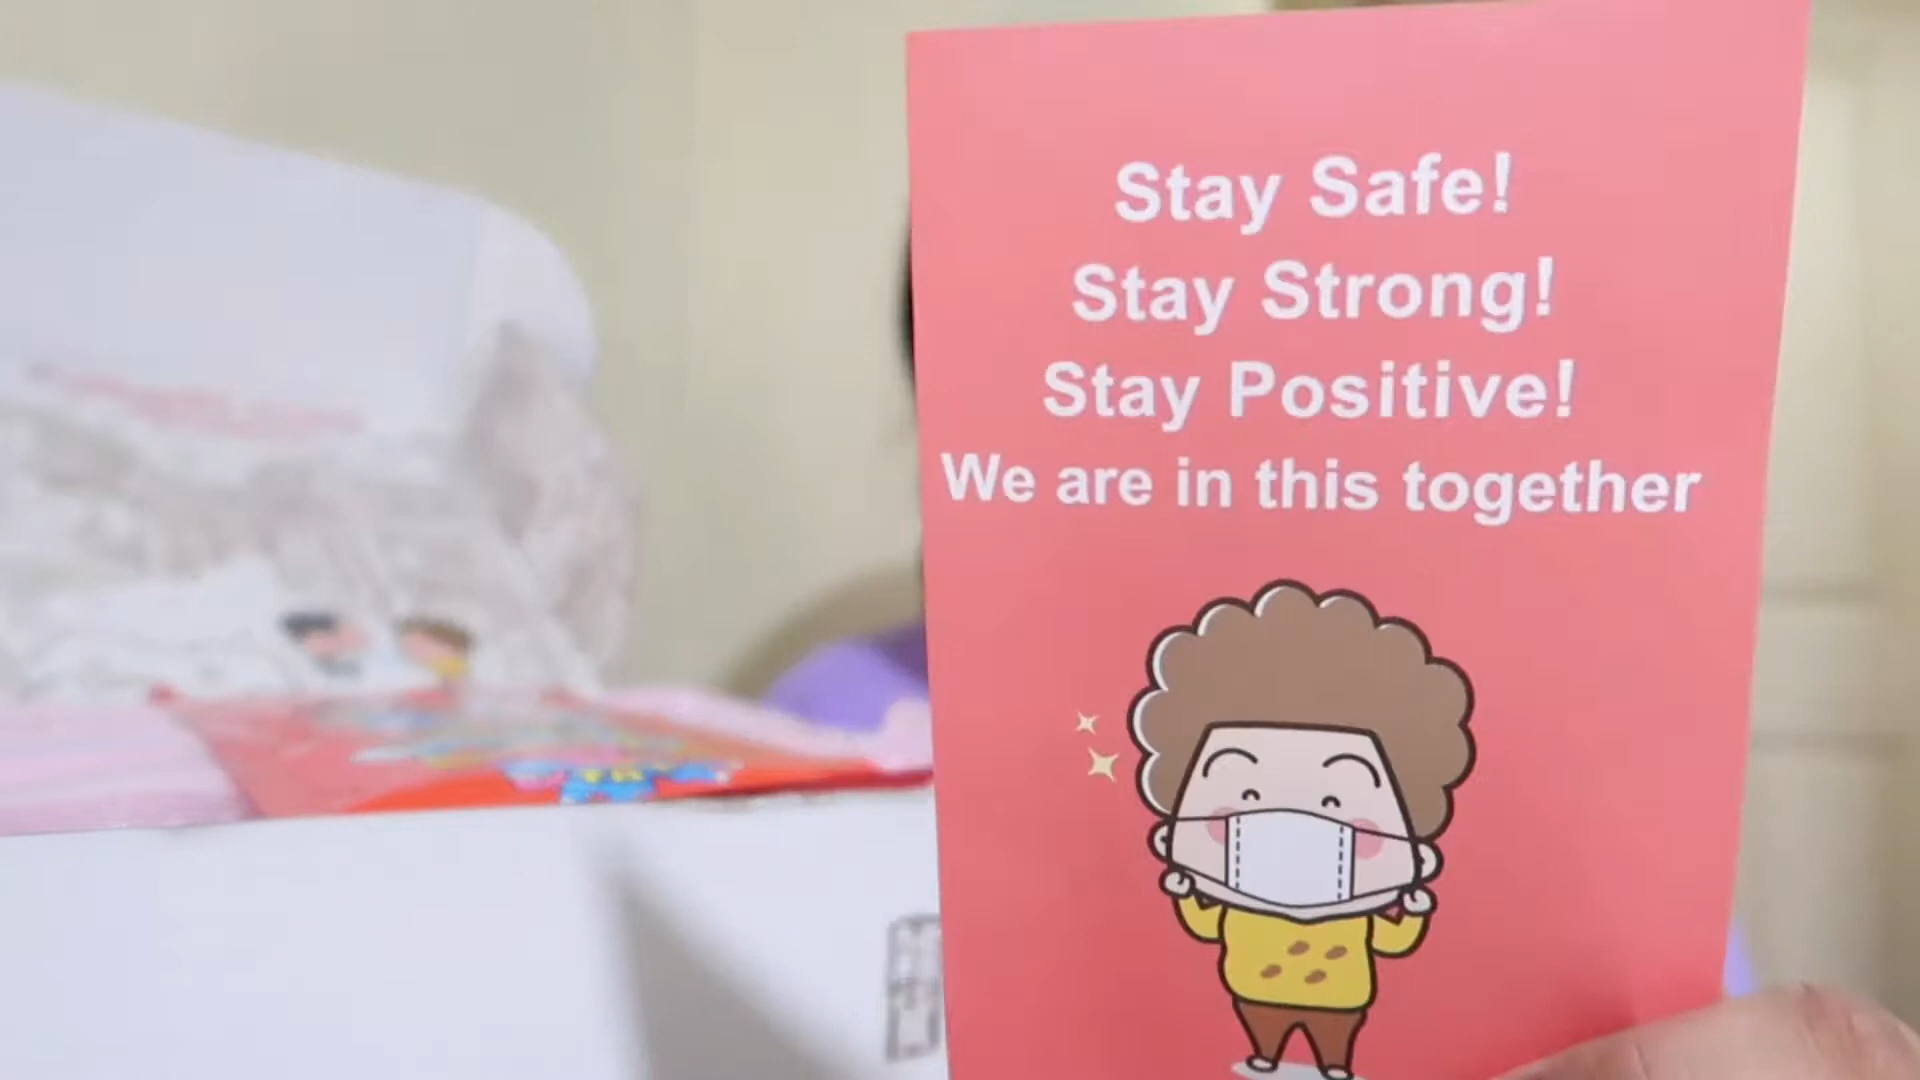 Stay Safe!
Stay Strong!
Stay Positive!
We are in this together